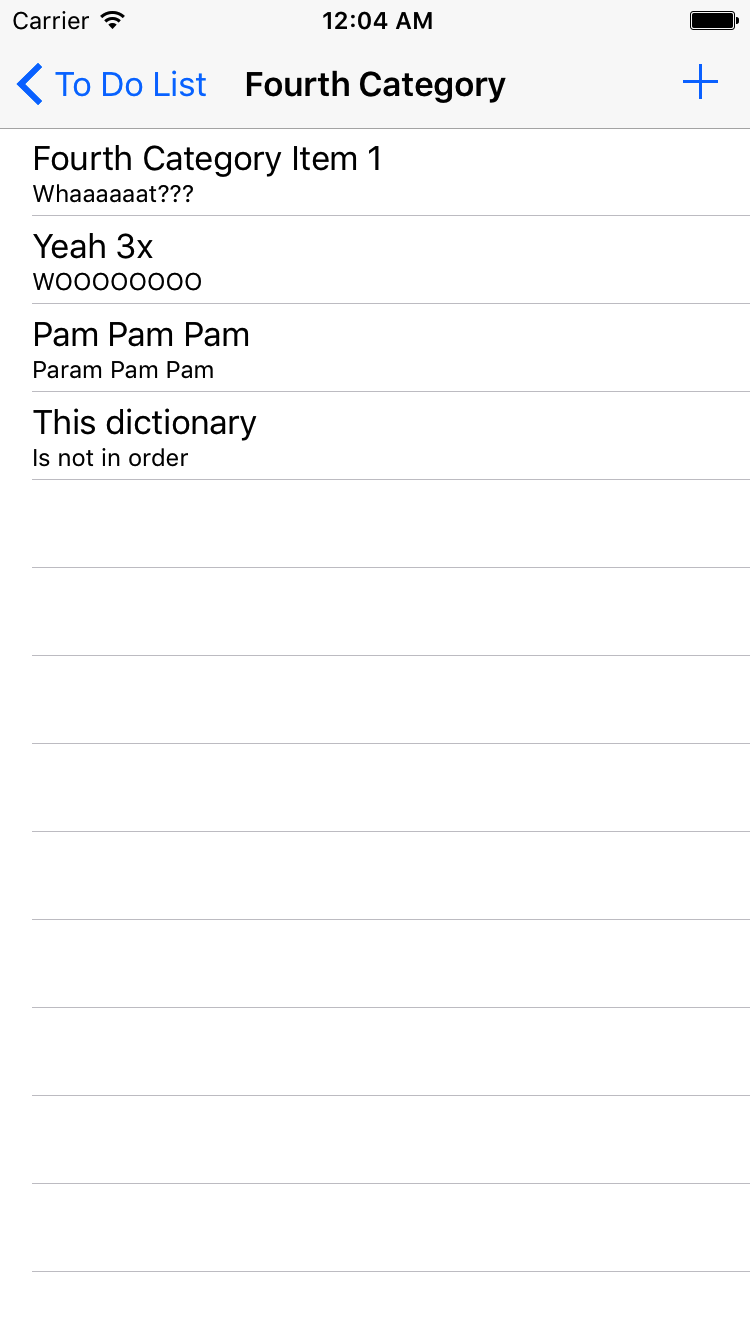 Carrier 12:04 AM
To Do List Fourth Category
Fourth Category Item 1
Whaaaaaat???
Yeah 3x
WOOOOOOOO
Pam Pam Pam
Param Pam Pam
This dictionary
Is not in order